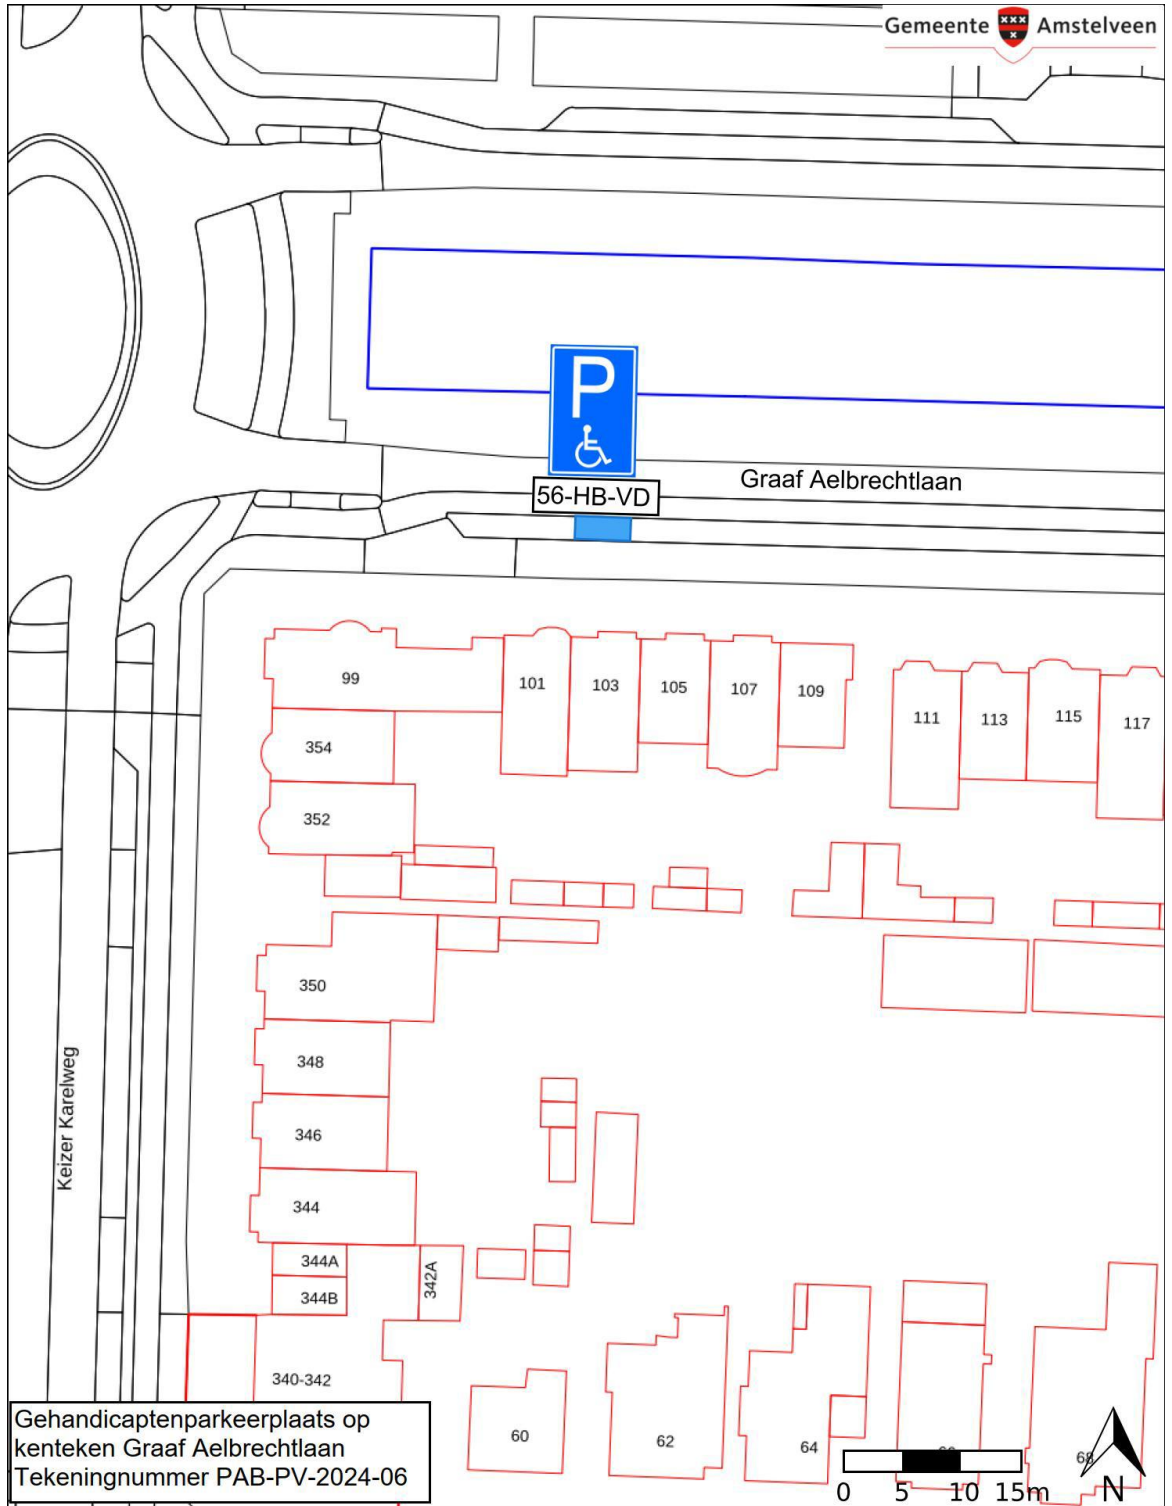 Gemeente Amstelveen
P
56-HB-VD
Graaf Aelbrechtlaan
99
101
103
105
107
109
111
113
115
117
354
352
350
348
346
344
344A
344B
342A
340-342
Keizer Karelweg
60
62
64
68
Gehandicaptenparkeerplaats op
kenteken Graaf Aelbrechtlaan
Tekeningnummer PAB-PV-2024-06
0 5 10 15m
N